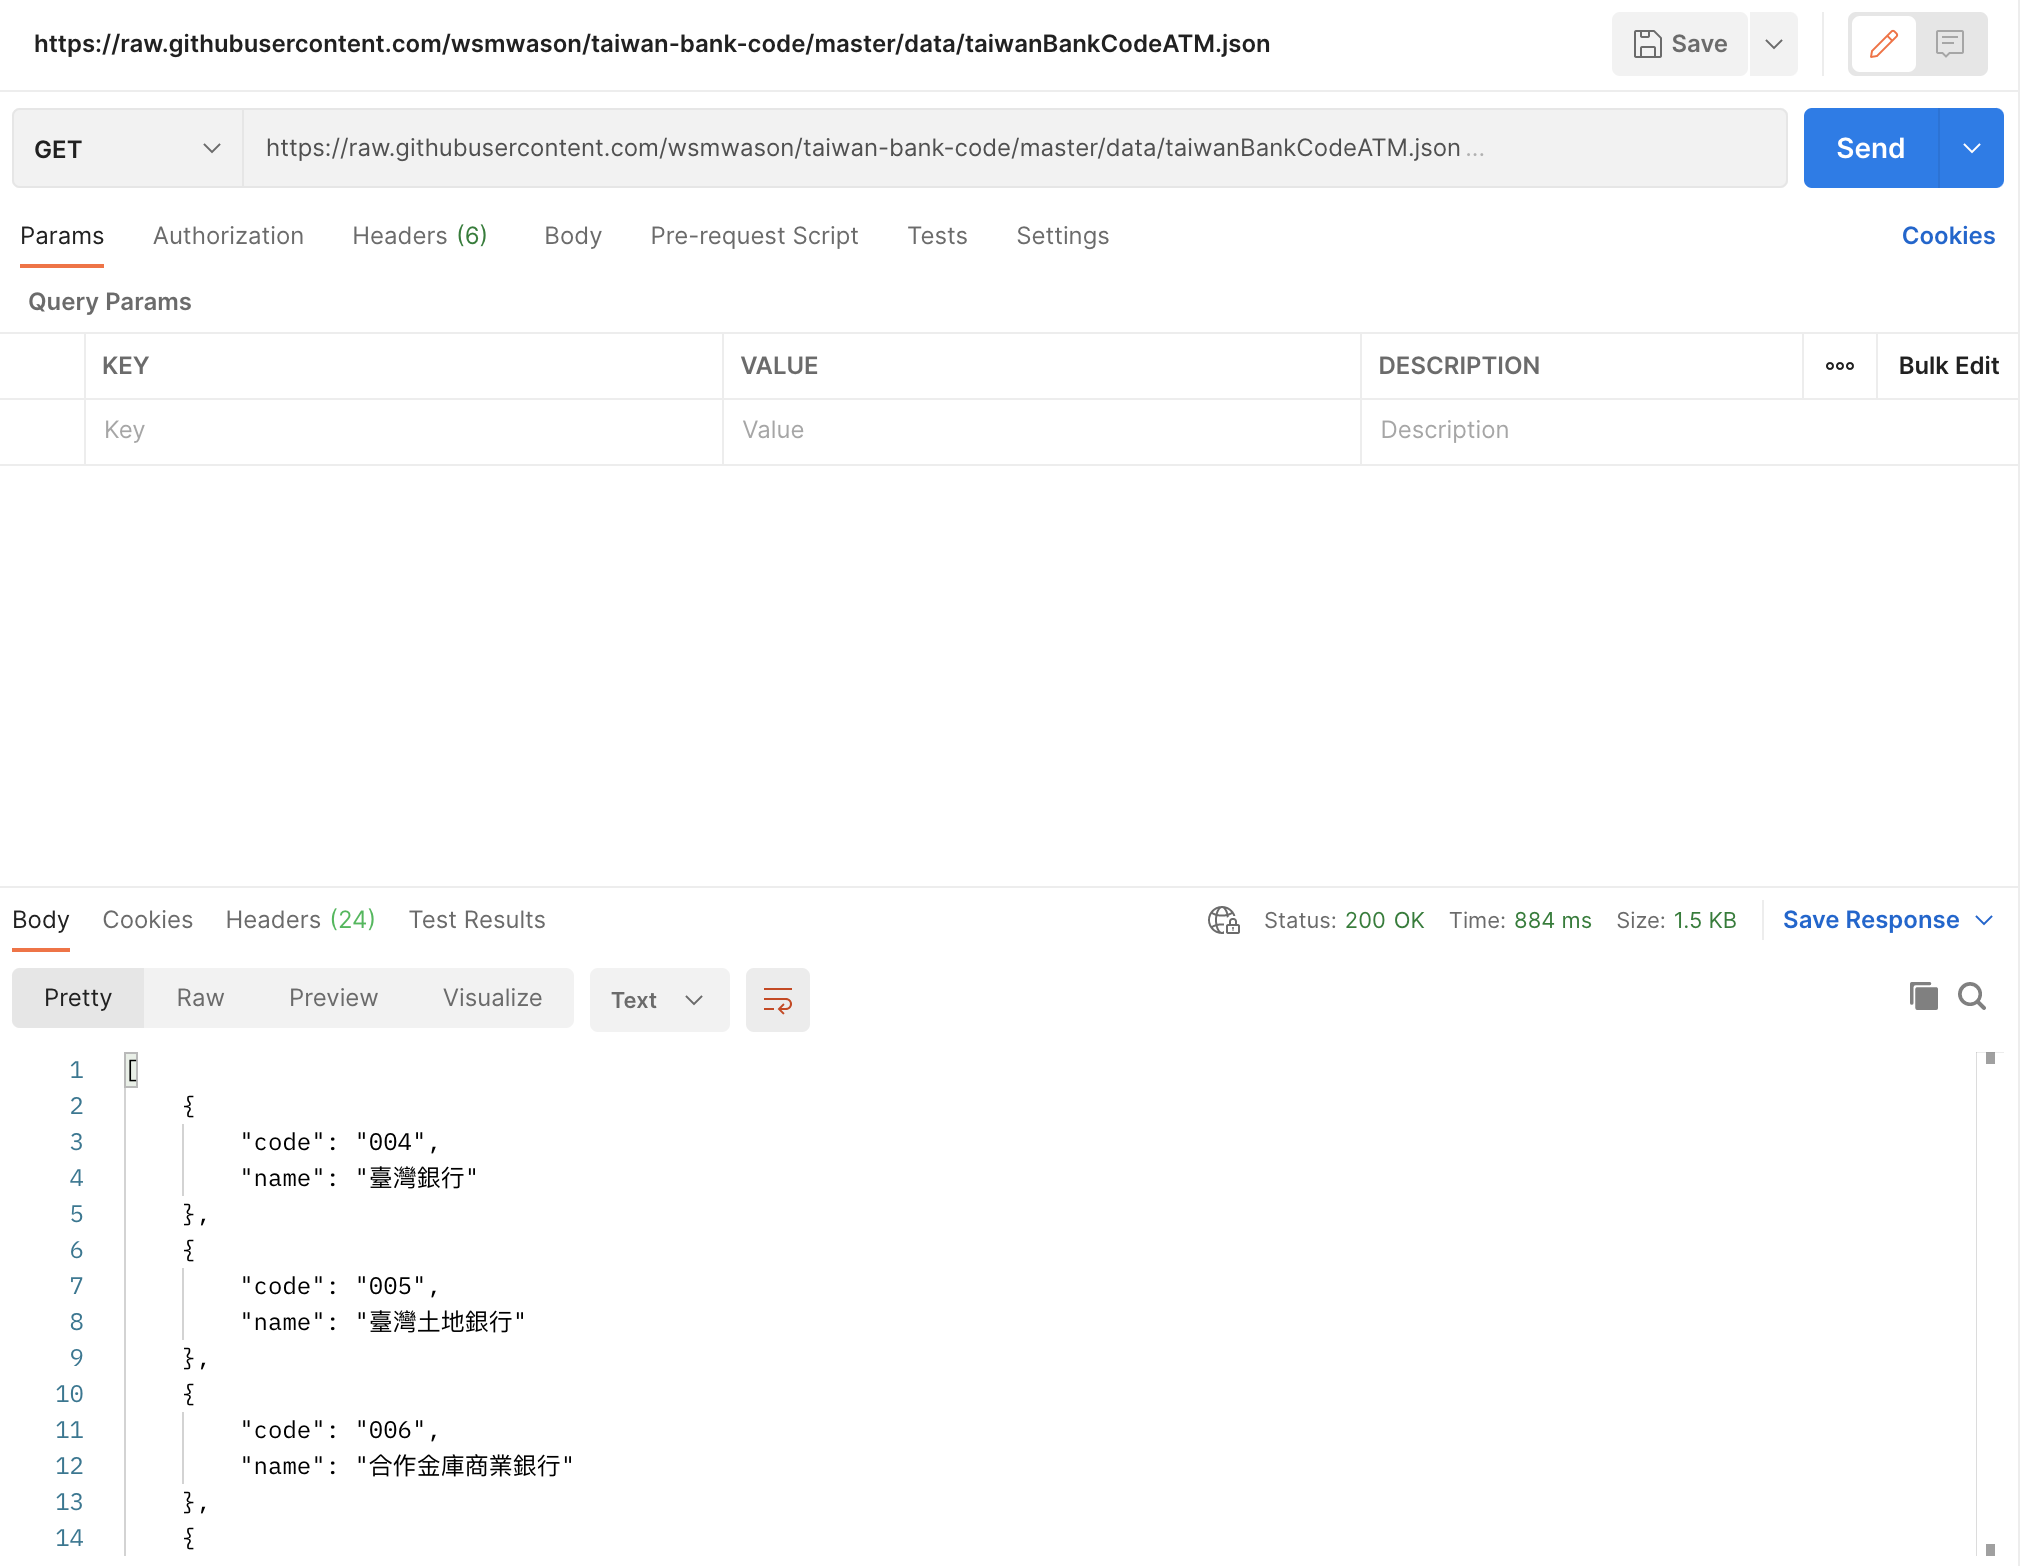 https://raw.githubusercontent.com/wsmwason/taiwan-bank-code/master/data/taiwanBankCodeATM.json Save
GET https://raw.githubusercontent.com/wsmwason/taiwan-bank-code/master/data/taiwanBankCodeATM.json ... Send
Params Authorization Headers (6) Body Pre-request Script Tests Settings Cookies
Query Params
KEY VALUE DESCRIPTION ooo Bulk Edit
Key Value Description
Body Cookies Headers (24) Test Results Status: 200 OK Time: 884 ms Size: 1.5 KB Save Response
Pretty Raw Preview Visualize Text
1 [
2 {
3 "code": "004",
4 "name": "臺灣銀行"
5 },
6 {
7 "code": "005",
8 "name": "臺灣土地銀行"
9 },
10 {
11 "code": "006",
12 "name": "合作金庫商業銀行"
13 },
14 {